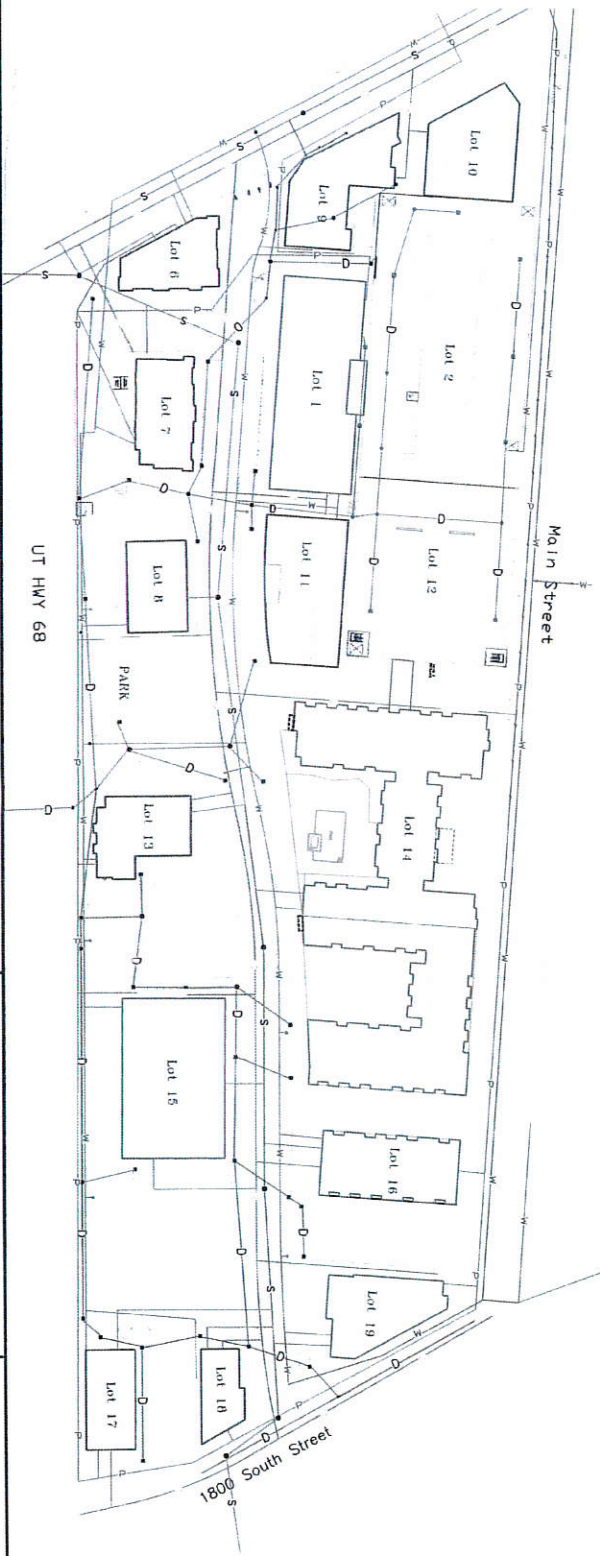 Main Street
Lot 10
Lot 9
Lot 2
Lot 1
Lot 12
Lot 11
Lot 6
Lot 7
Lot 8
PARK
Lot 13
Lot 14
Lot 15
Lot 16
Lot 19
Lot 18
Lot 17
UT HWY 68
1800 South Street